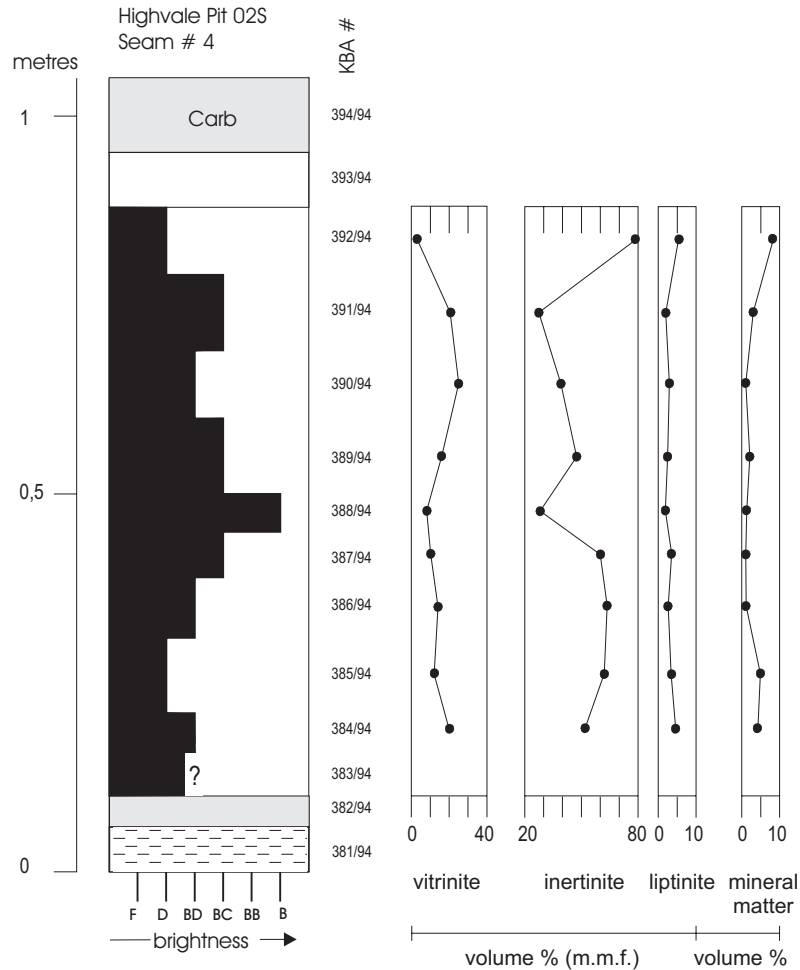 Highvale Pit 02S
Seam # 4
metres
KBA #
1
0,5
0
Carb
394/94
393/94
392/94
391/94
390/94
389/94
388/94
387/94
386/94
385/94
384/94
?
383/94
382/94
381/94
F D BD BC BB B
brightness
0 40
20 80
0 10
0 10
vitrinite
inertinite
liptinite
mineral
matter
volume % (m.m.f.)
volume %